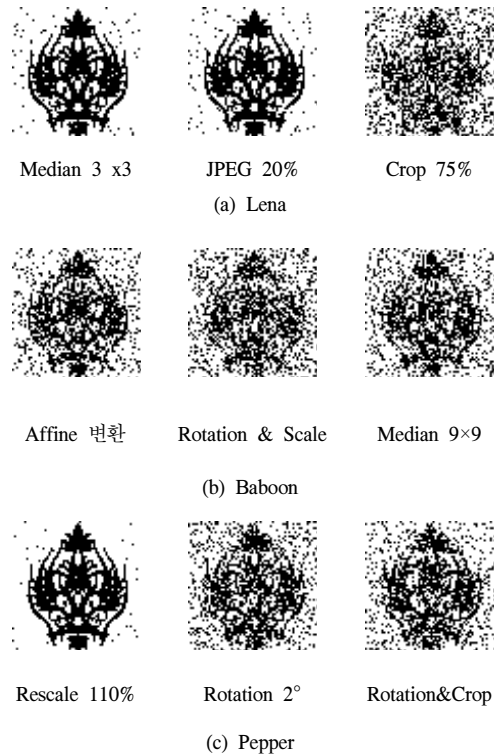 Median 3 x3 JPEG 20% Crop 75%
(a) Lena
Affine 변환 Rotation & Scale Median 9×9
(b) Baboon
Rescale 110% Rotation 2° Rotation&Crop
(c) Pepper